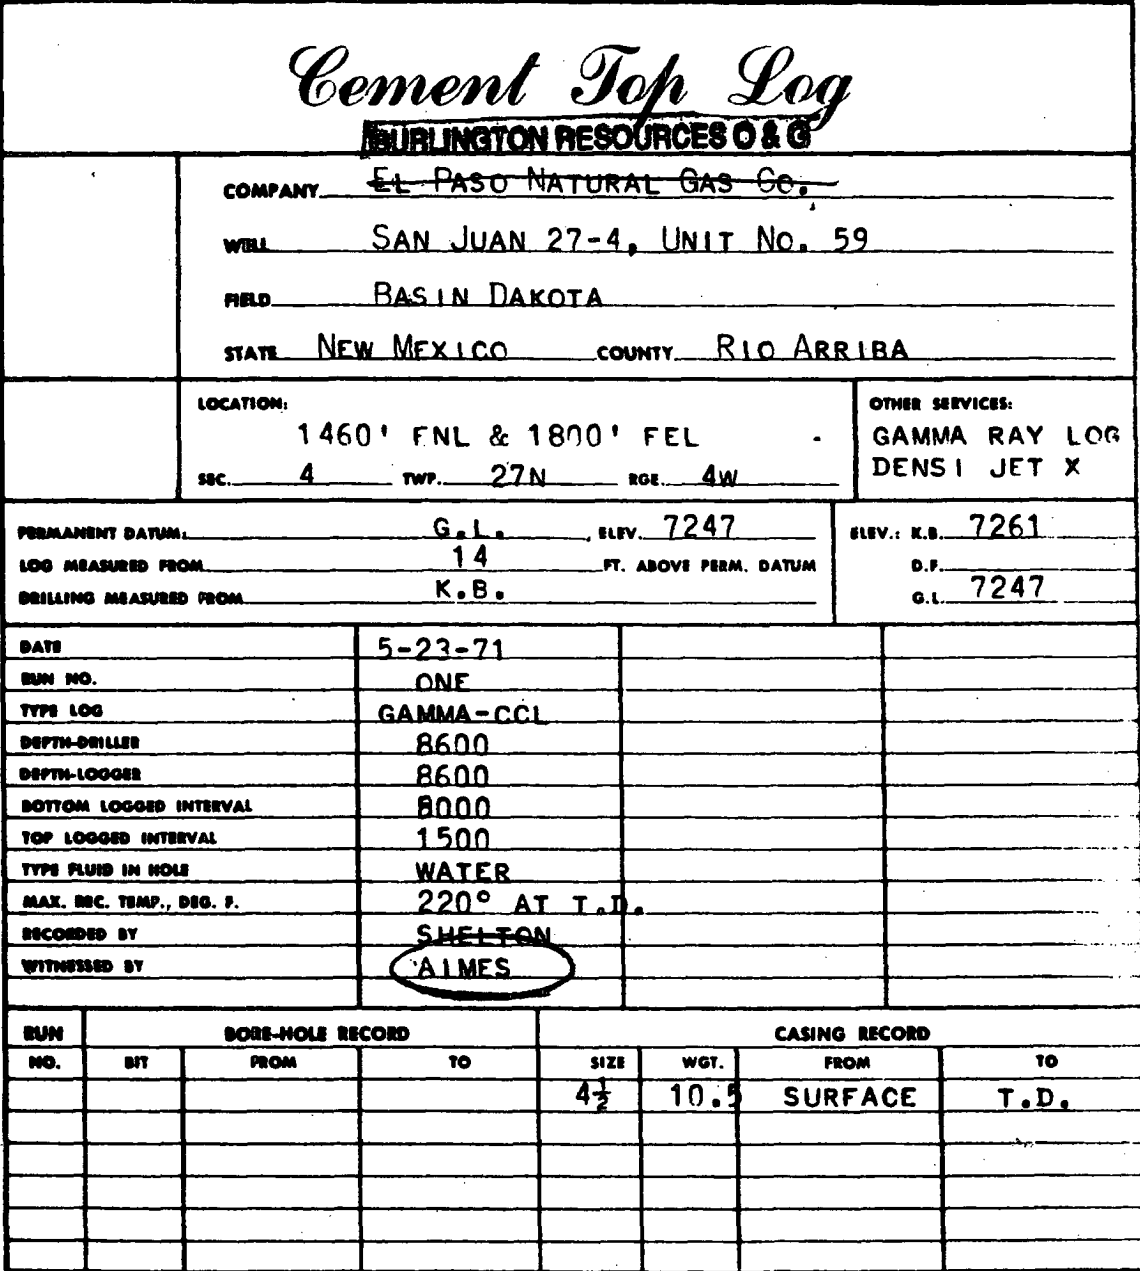 Cement Top Log
BURLINGTON RESOURCES O & G
COMPANY EL PASO NATURAL GAS CO.
WELL SAN JUAN 27-4, UNIT NO. 59
FIELD BASIN DAKOTA
STATE NEW MEXICO COUNTY RIO ARRIBA
LOCATION:
1460' FNL & 1800' FEL
SEC. 4 TWP. 27N RGE. 4W
OTHER SERVICES:
GAMMA RAY LOG
DENSI JET X
PERMANENT DATUM: G.L. , ELEV. 7247
LOG MEASURED FROM 14 FT. ABOVE PERM. DATUM
DRILLING MEASURED FROM K.B.
ELEV.: K.B. 7261
D.F.
G.L. 7247
DATE 5-23-71
RUN NO. ONE
TYPE LOG GAMMA-CCL
DEPTH-DRILLER 8600
DEPTH-LOGGER 8600
BOTTOM LOGGED INTERVAL 8000
TOP LOGGED INTERVAL 1500
TYPE FLUID IN HOLE WATER
MAX. REC. TEMP., DEG. F. 220° AT T.D.
RECORDED BY SHELTON
WITNESSED BY AIMES
RUN BORE-HOLE RECORD CASING RECORD
NO. BIT FROM TO SIZE WGT. FROM TO
4½ 10.5 SURFACE T.D.